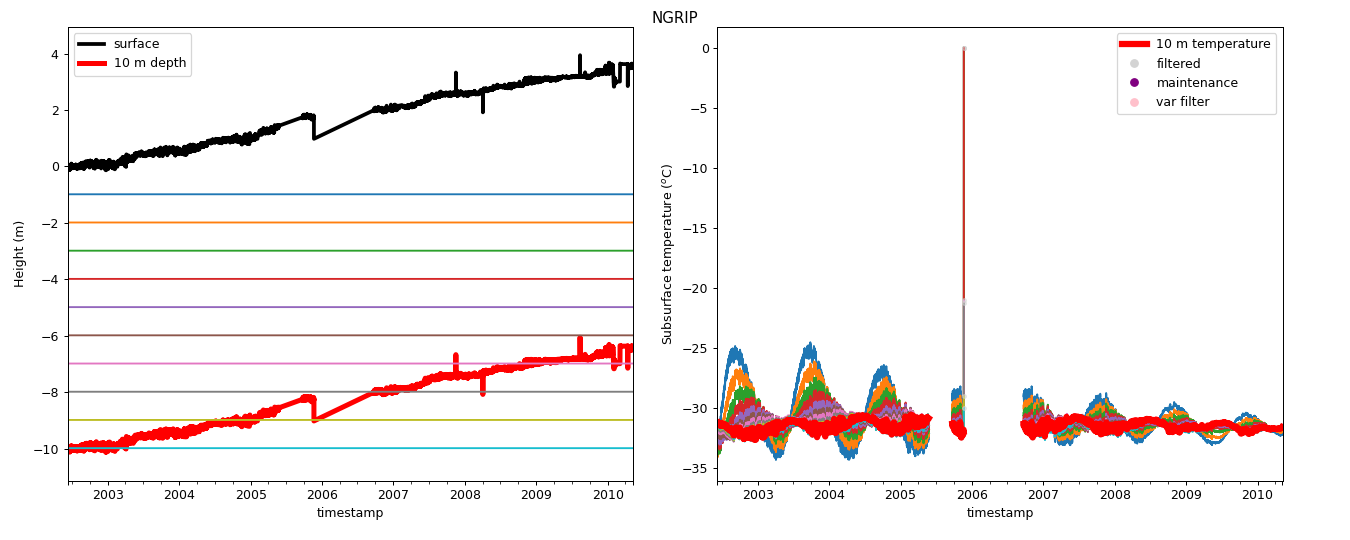 NGRIP
surface
10 m depth
4
2
0
−2
−4
−6
−8
−10
Height (m)
2003 2004 2005 2006 2007 2008 2009 2010
timestamp
10 m temperature
filtered
maintenance
var filter
0
−5
−10
−15
−20
−25
−30
−35
Subsurface temperature (°C)
2003 2004 2005 2006 2007 2008 2009 2010
timestamp